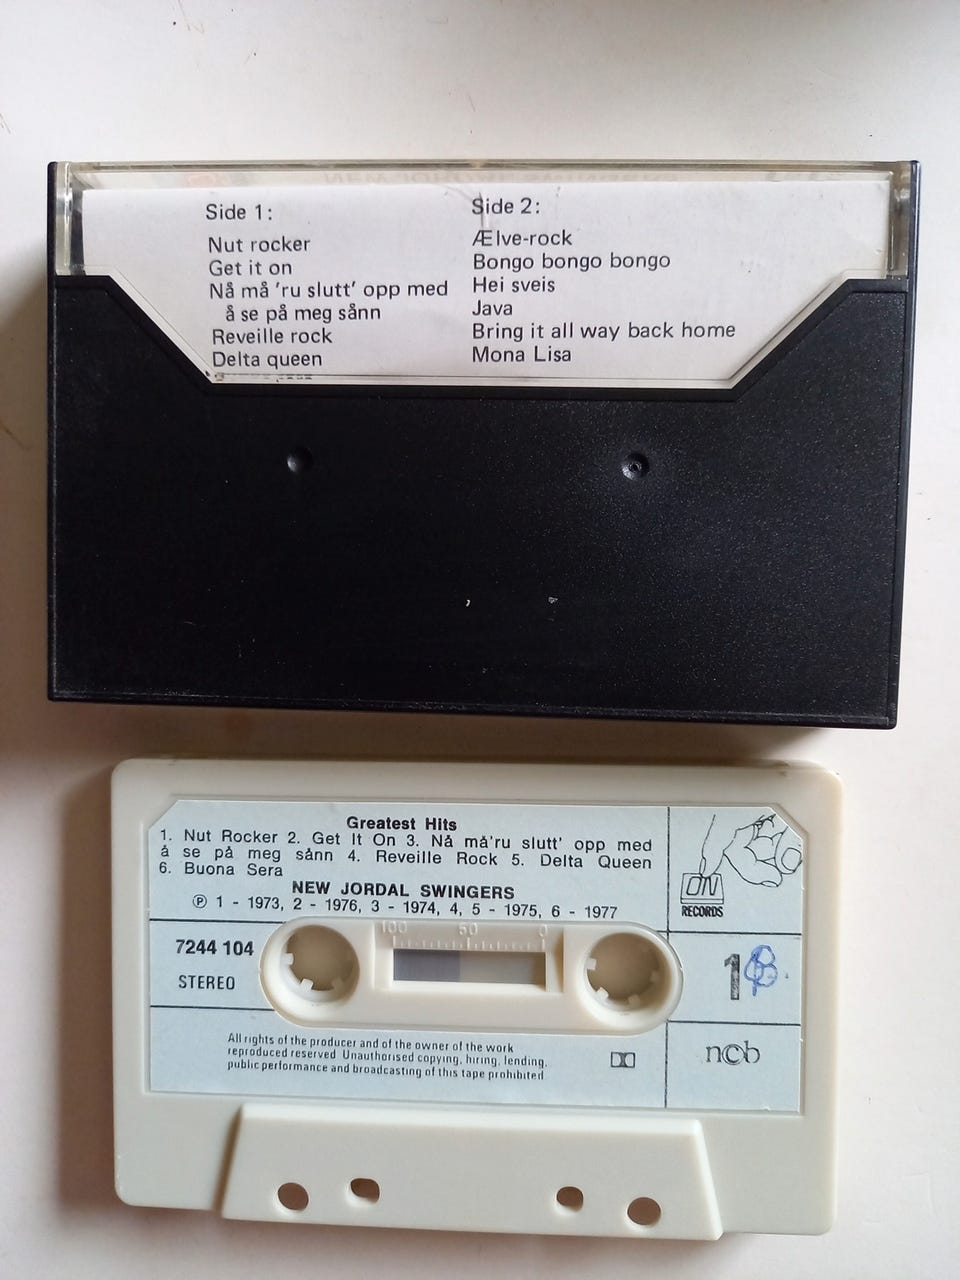 Side 1:
Nut rocker
Get it on
Nå må 'ru slutt' opp med
å se på meg sånn
Reveille rock
Delta queen
Side 2:
Ælve-rock
Bongo bongo bongo
Hei sveis
Java
Bring it all way back home
Mona Lisa
Greatest Hits
1. Nut Rocker 2. Get It On 3. Nå må'ru slutt' opp med
å se på meg sånn 4. Reveille Rock 5. Delta Queen
6. Buona Sera
NEW JORDAL SWINGERS
Ⓟ 1 - 1973, 2 - 1976, 3 - 1974, 4, 5 - 1975, 6 - 1977
ON
RECORDS
7244 104
STEREO
100 50 0
1
All rights of the producer and of the owner of the work
reproduced reserved Unauthorised copying, hiring, lending,
public performance and broadcasting of this tape prohibited
ncb